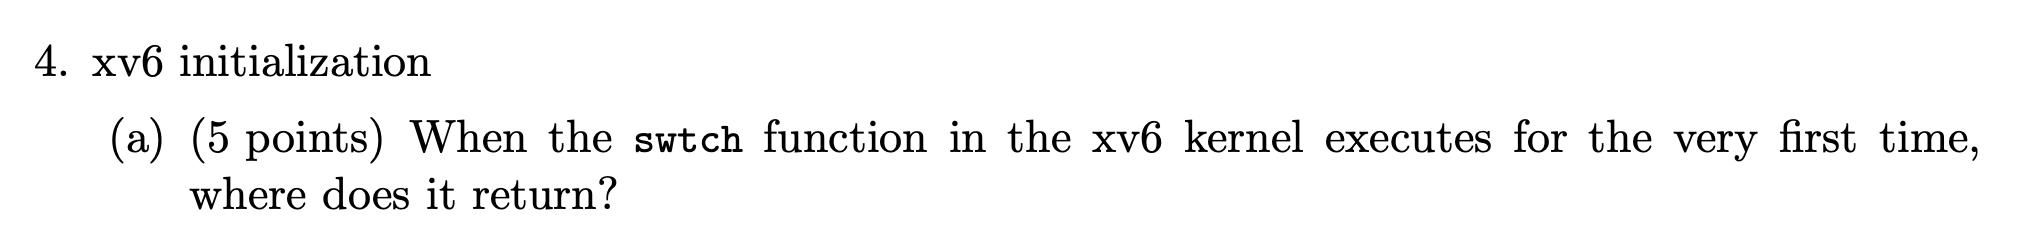 4. xv6 initialization
(a) (5 points) When the swtch function in the xv6 kernel executes for the very first time,
where does it return?